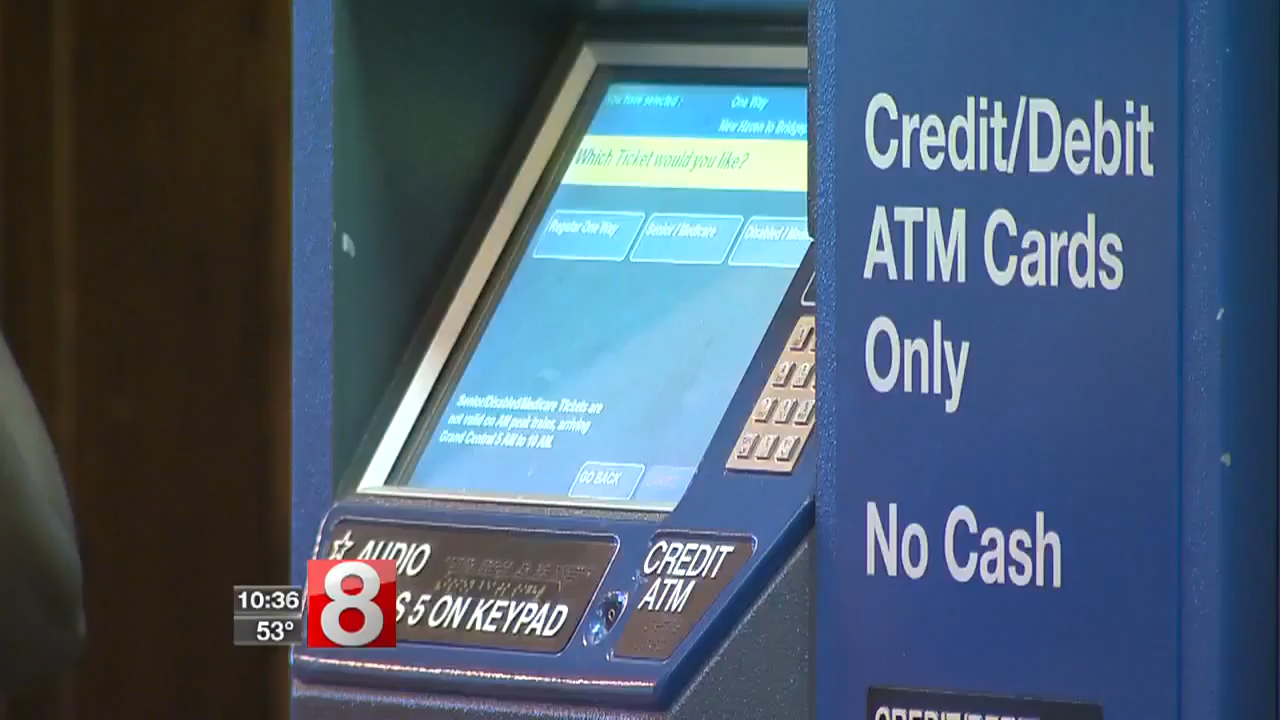 You have selected :
One Way
New Haven to
Which Ticket would you like?
Regular One Way
Senior / Medicare
Disabled /
Senior/Disabled/Medicare Tickets are
not valid on AM peak trains, arriving
Grand Central 5 AM to 10 AM.
GO BACK
AUDIO
5 ON KEYPAD
CREDIT
ATM
Credit/Debit
ATM Cards
Only
No Cash
10:36
53°
8